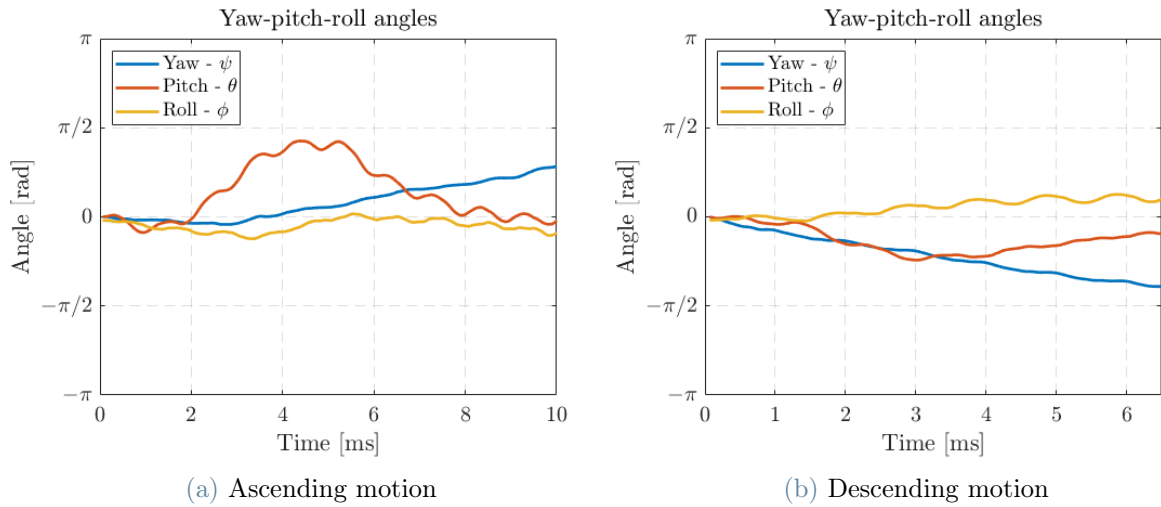 Yaw-pitch-roll angles
π
π/2
0
−π/2
−π
Angle [rad]
Yaw - ψ
Pitch - θ
Roll - ϕ
0 2 4 6 8 10
Time [ms]
(a) Ascending motion
Yaw-pitch-roll angles
π
π/2
0
−π/2
−π
Angle [rad]
Yaw - ψ
Pitch - θ
Roll - ϕ
0 1 2 3 4 5 6
Time [ms]
(b) Descending motion